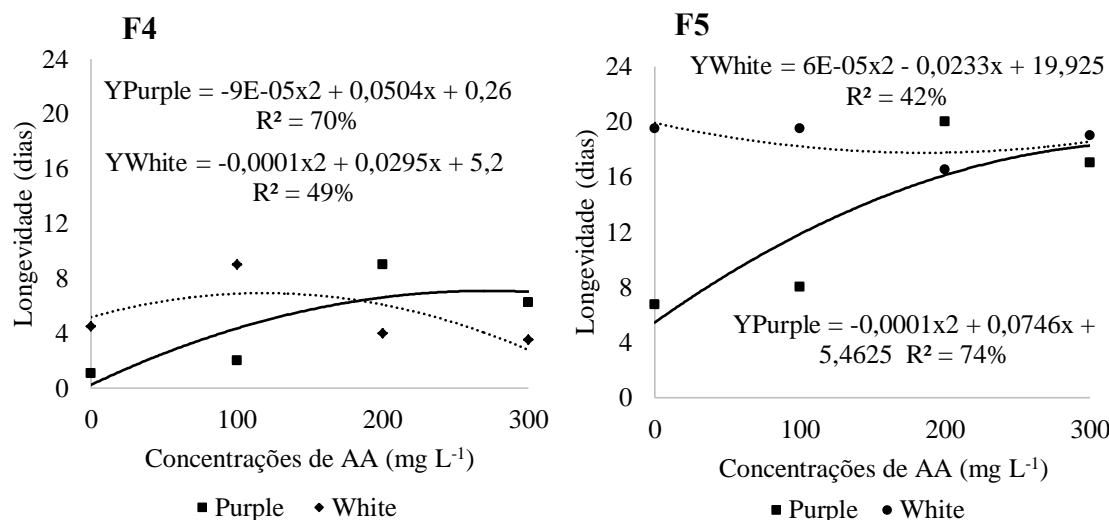 F4
24
20
16
12
8
4
0
Longevidade (dias)
YPurple = -9E-05x2 + 0,0504x + 0,26
R² = 70%
YWhite = -0,0001x2 + 0,0295x + 5,2
R² = 49%
0 100 200 300
Concentrações de AA (mg L-1)
Purple White
F5
24
20
16
12
8
4
0
Longevidade (dias)
YWhite = 6E-05x2 - 0,0233x + 19,925
R² = 42%
YPurple = -0,0001x2 + 0,0746x +
5,4625 R² = 74%
0 100 200 300
Concentrações de AA (mg L-1)
Purple White